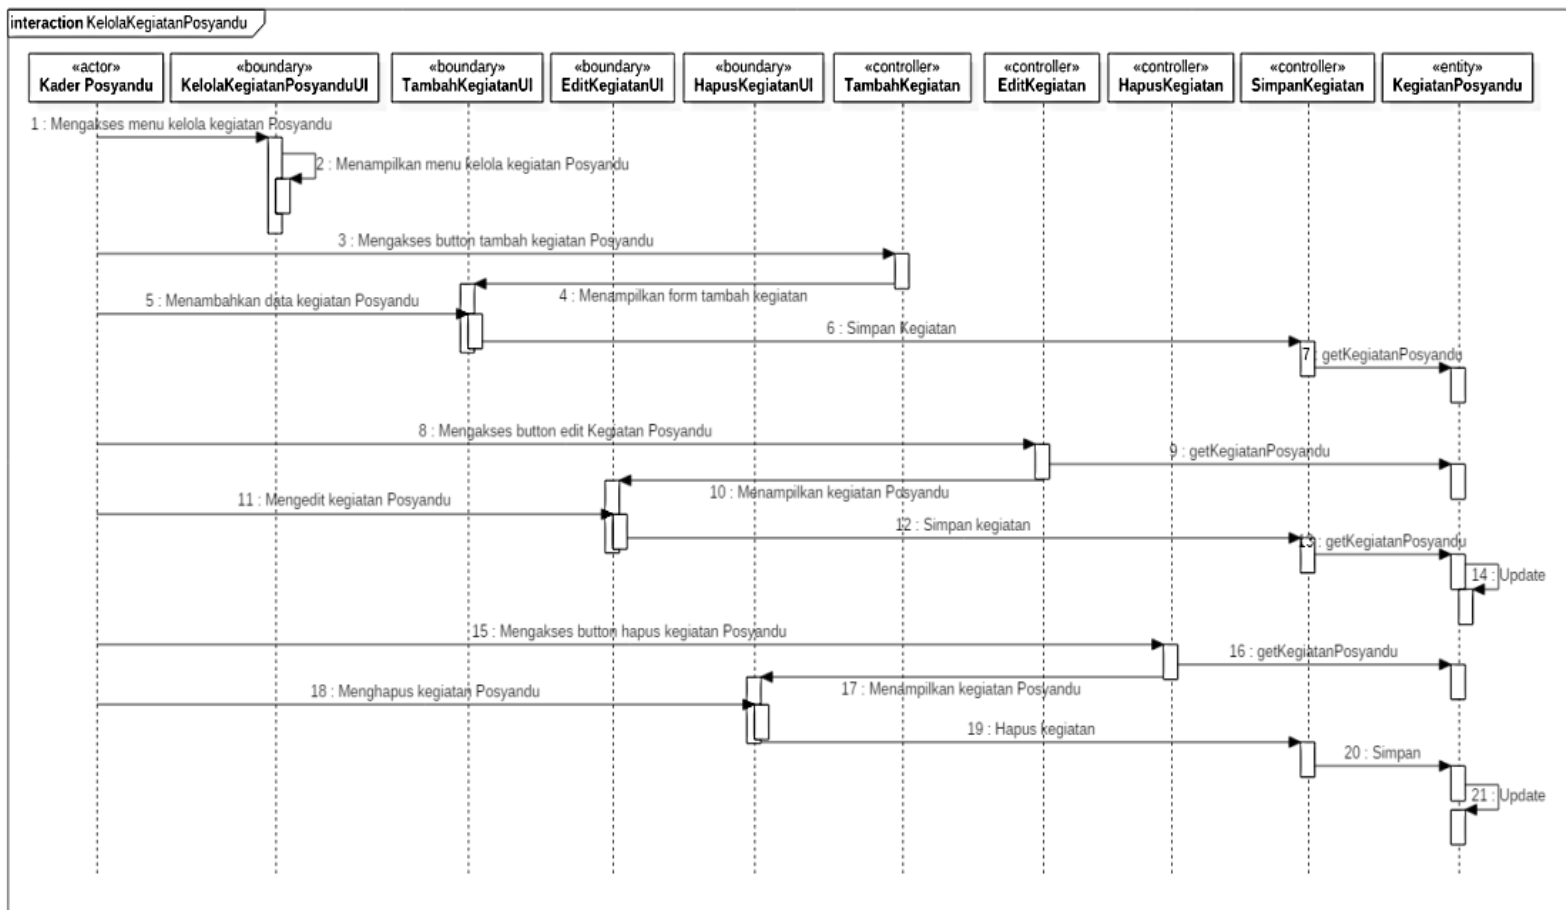 interaction KelolaKegiatanPosyandu
«actor»
Kader Posyandu
«boundary»
KelolaKegiatanPosyanduUI
«boundary»
TambahKegiatanUI
«boundary»
EditKegiatanUI
«boundary»
HapusKegiatanUI
«controller»
TambahKegiatan
«controller»
EditKegiatan
«controller»
HapusKegiatan
«controller»
SimpanKegiatan
«entity»
KegiatanPosyandu
1 : Mengakses menu kelola kegiatan Posyandu
2 : Menampilkan menu kelola kegiatan Posyandu
3 : Mengakses button tambah kegiatan Posyandu
4 : Menampilkan form tambah kegiatan
5 : Menambahkan data kegiatan Posyandu
6 : Simpan Kegiatan
7 : getKegiatanPosyandu
8 : Mengakses button edit Kegiatan Posyandu
9 : getKegiatanPosyandu
10 : Menampilkan kegiatan Posyandu
11 : Mengedit kegiatan Posyandu
12 : Simpan kegiatan
13 : getKegiatanPosyandu
14 : Update
15 : Mengakses button hapus kegiatan Posyandu
16 : getKegiatanPosyandu
17 : Menampilkan kegiatan Posyandu
18 : Menghapus kegiatan Posyandu
19 : Hapus kegiatan
20 : Simpan
21 : Update